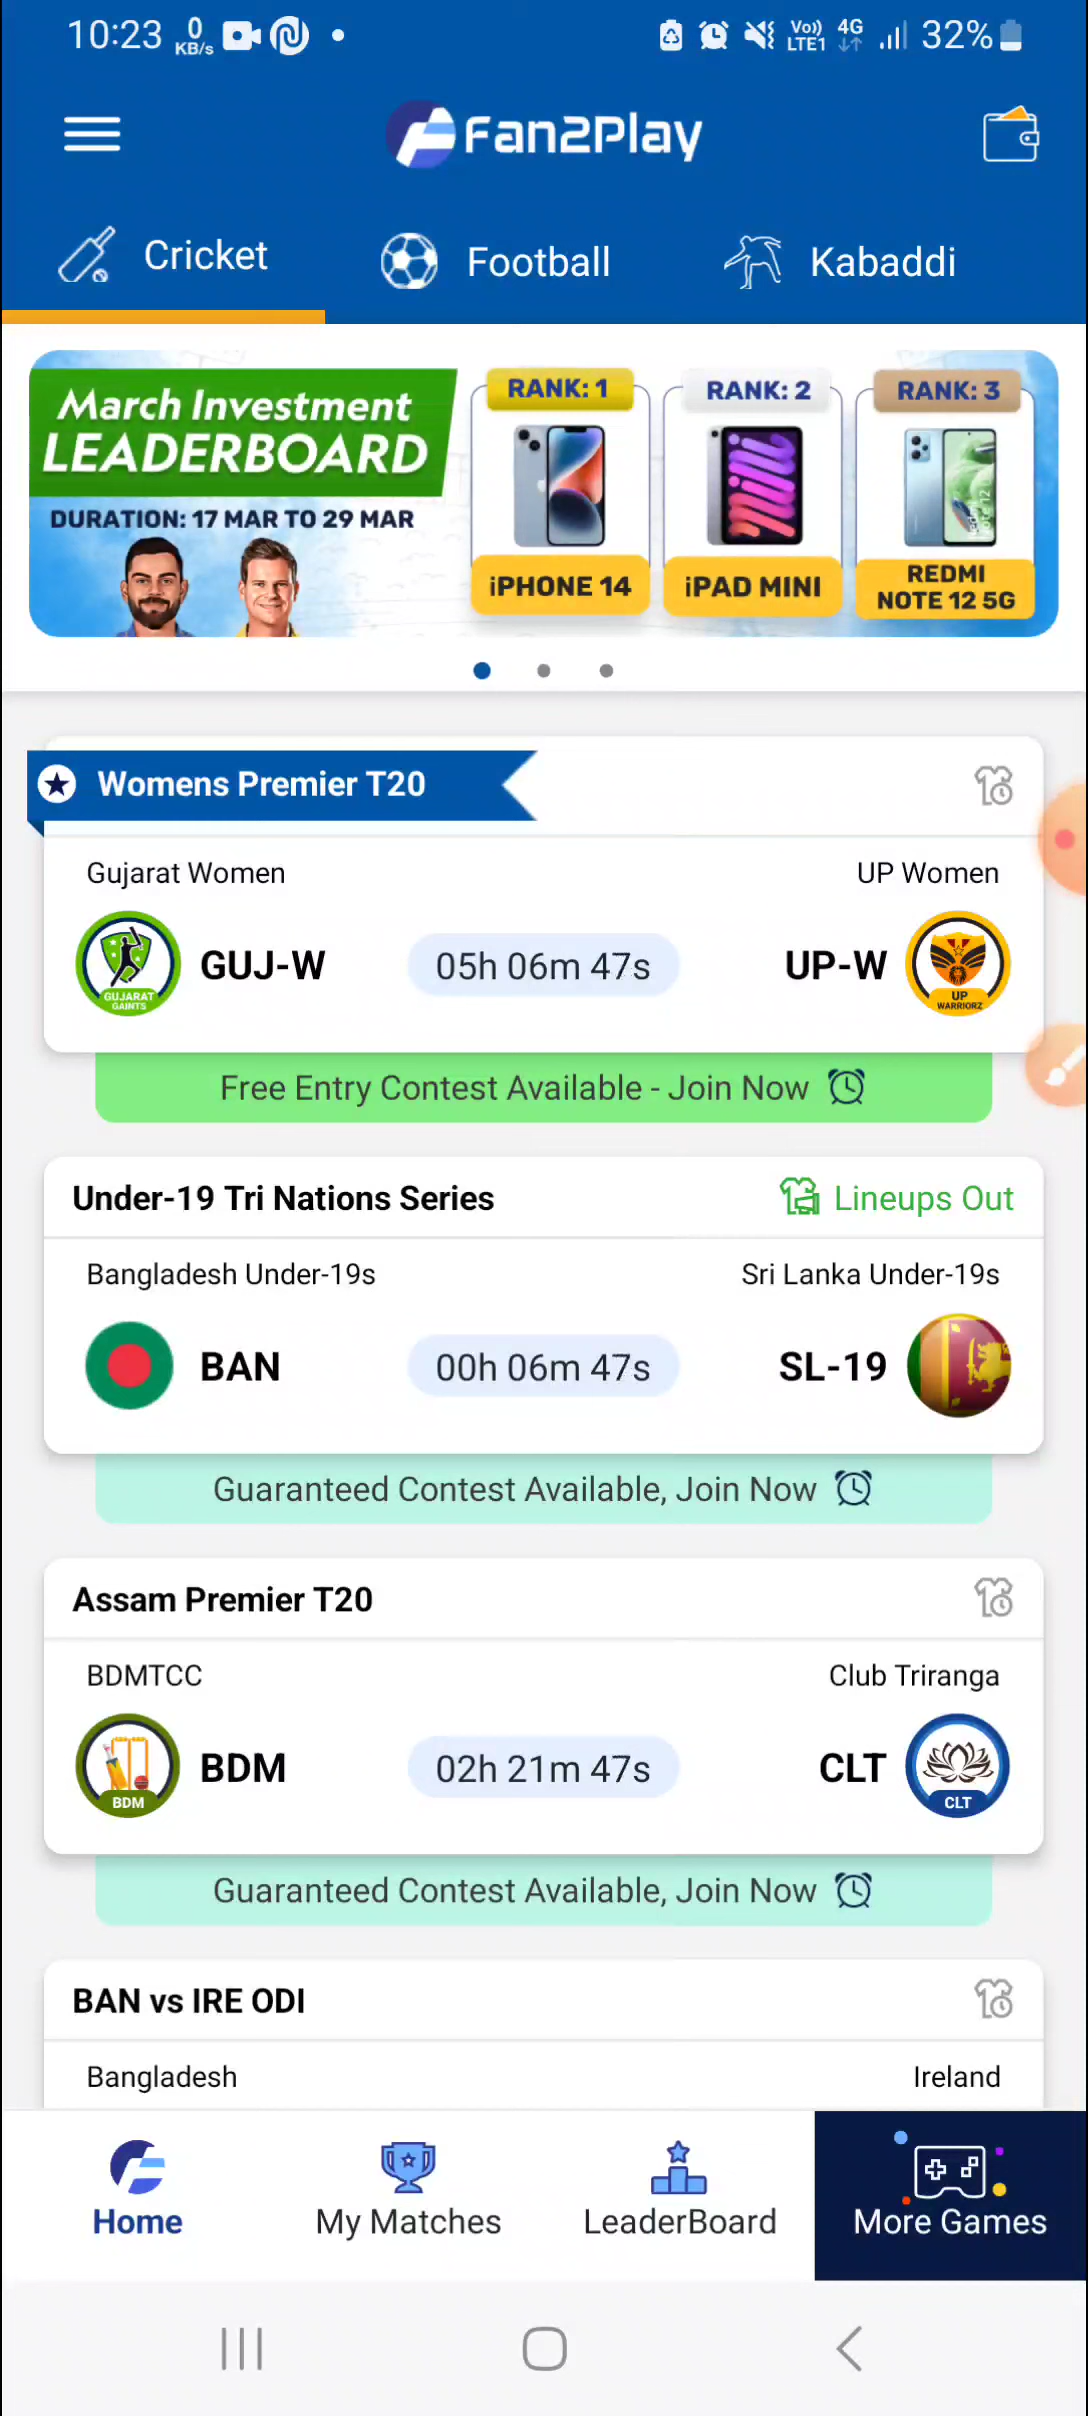 10:23 0 KB/s Vo)) LTE1 4G 32%
Fan2Play
Cricket Football Kabaddi
March Investment
LEADERBOARD
DURATION: 17 MAR TO 29 MAR
RANK: 1 RANK: 2 RANK: 3
iPHONE 14 iPAD MINI REDMI
NOTE 12 5G
Womens Premier T20
Gujarat Women UP Women
GUJARAT
GAINTS
GUJ-W 05h 06m 47s UP-W
UP
WARRIORZ
Free Entry Contest Available - Join Now
Under-19 Tri Nations Series Lineups Out
Bangladesh Under-19s Sri Lanka Under-19s
BAN 00h 06m 47s SL-19
Guaranteed Contest Available, Join Now
Assam Premier T20
BDMTCC Club Triranga
BDM 02h 21m 47s CLT
BDM CLT
Guaranteed Contest Available, Join Now
BAN vs IRE ODI
Bangladesh Ireland
Home My Matches LeaderBoard More Games